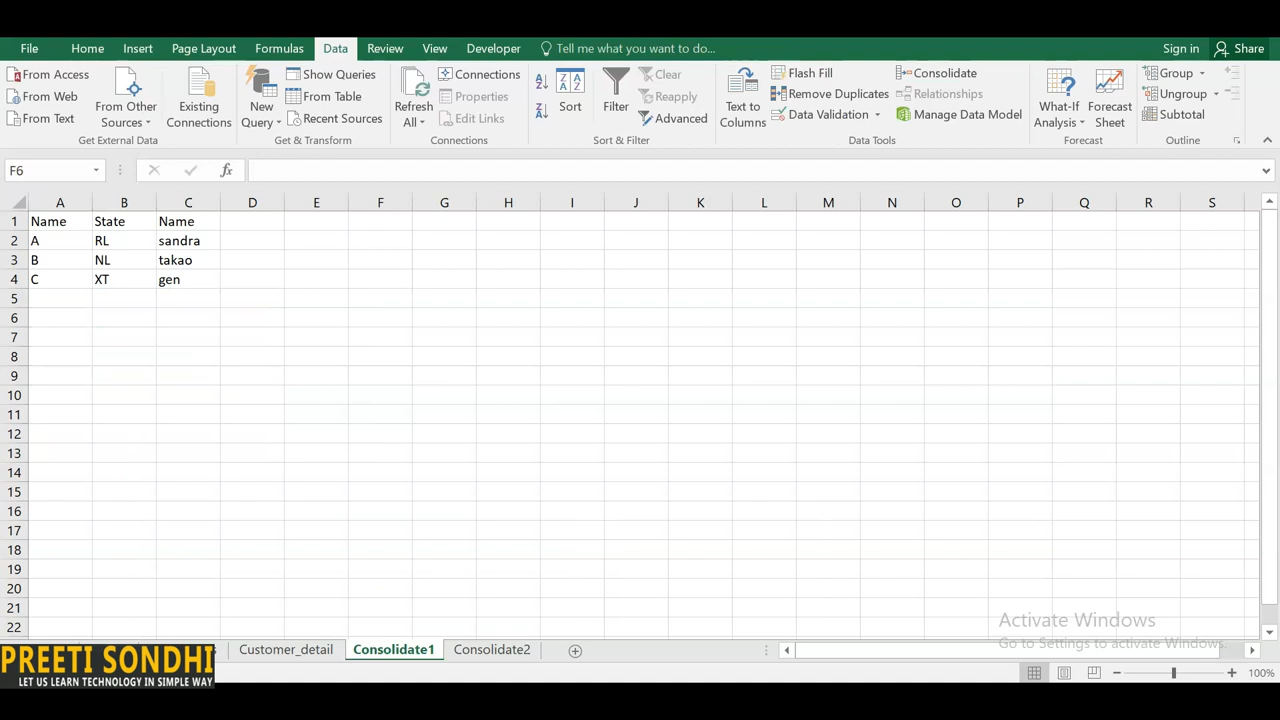 File Home Insert Page Layout Formulas Data Review View Developer Tell me what you want to do... Sign in Share
From Access
From Web
From Text
From Other
Sources
Existing
Connections
Get External Data
New
Query
Show Queries
From Table
Recent Sources
Get & Transform
Refresh
All
Connections
Properties
Edit Links
Connections
Sort
Filter
Clear
Reapply
Advanced
Sort & Filter
Text to
Columns
Flash Fill
Remove Duplicates
Data Validation
Consolidate
Relationships
Manage Data Model
Data Tools
What-If
Analysis
Forecast
Sheet
Forecast
Group
Ungroup
Subtotal
Outline
F6 fx
A B C D E F G H I J K L M N O P Q R S
1 Name State Name
2 A RL sandra
3 B NL takao
4 C XT gen
5
6
7
8
9
10
11
12
13
14
15
16
17
18
19
20
21
22
Activate Windows
Go to Settings to activate Windows.
Customer_detail Consolidate1 Consolidate2
PREETI SONDHI
LET US LEARN TECHNOLOGY IN SIMPLE WAY
100%